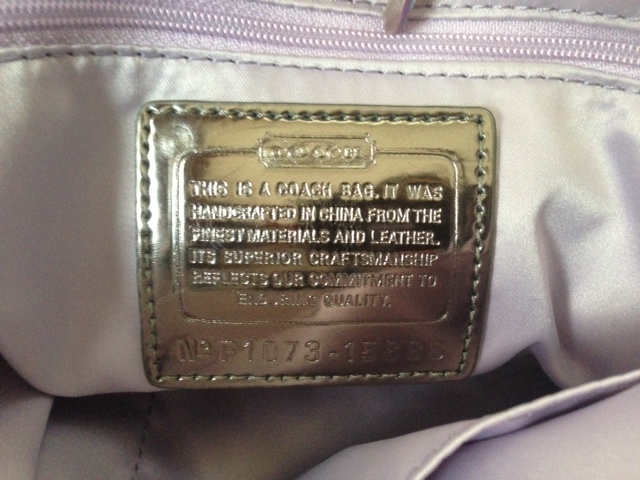 COACH
THIS IS A COACH BAG. IT WAS
HANDCRAFTED IN CHINA FROM THE
FINEST MATERIALS AND LEATHER.
ITS SUPERIOR CRAFTSMANSHIP
REFLECTS OUR COMMITMENT TO
ENDURING QUALITY.
Nº